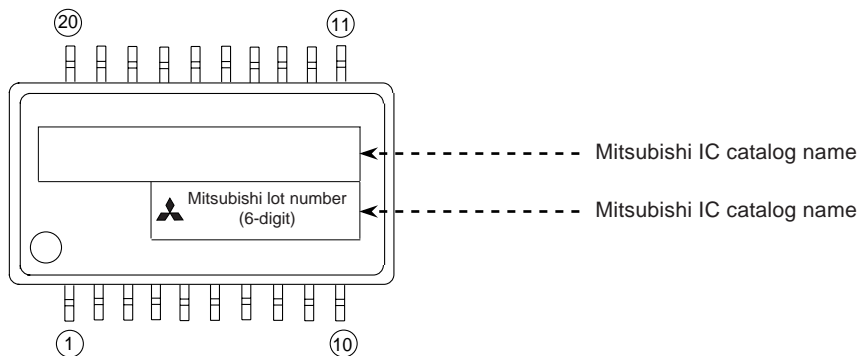 20 11
Mitsubishi IC catalog name
Mitsubishi lot number
(6-digit)
Mitsubishi IC catalog name
1 10